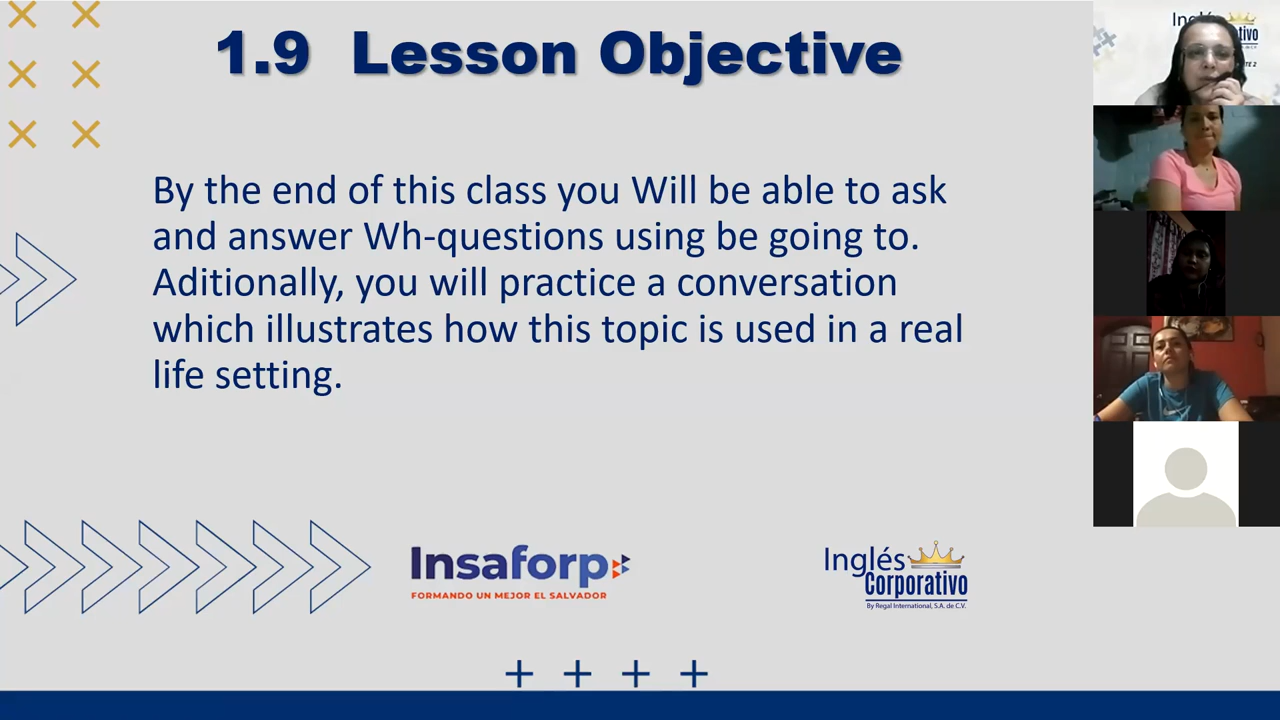 1.9 Lesson Objective
By the end of this class you Will be able to ask
and answer Wh-questions using be going to.
Aditionally, you will practice a conversation
which illustrates how this topic is used in a real
life setting.
Insaforp
FORMANDO UN MEJOR EL SALVADOR
Inglés
Corporativo
By Regal International, S.A. de C.V.